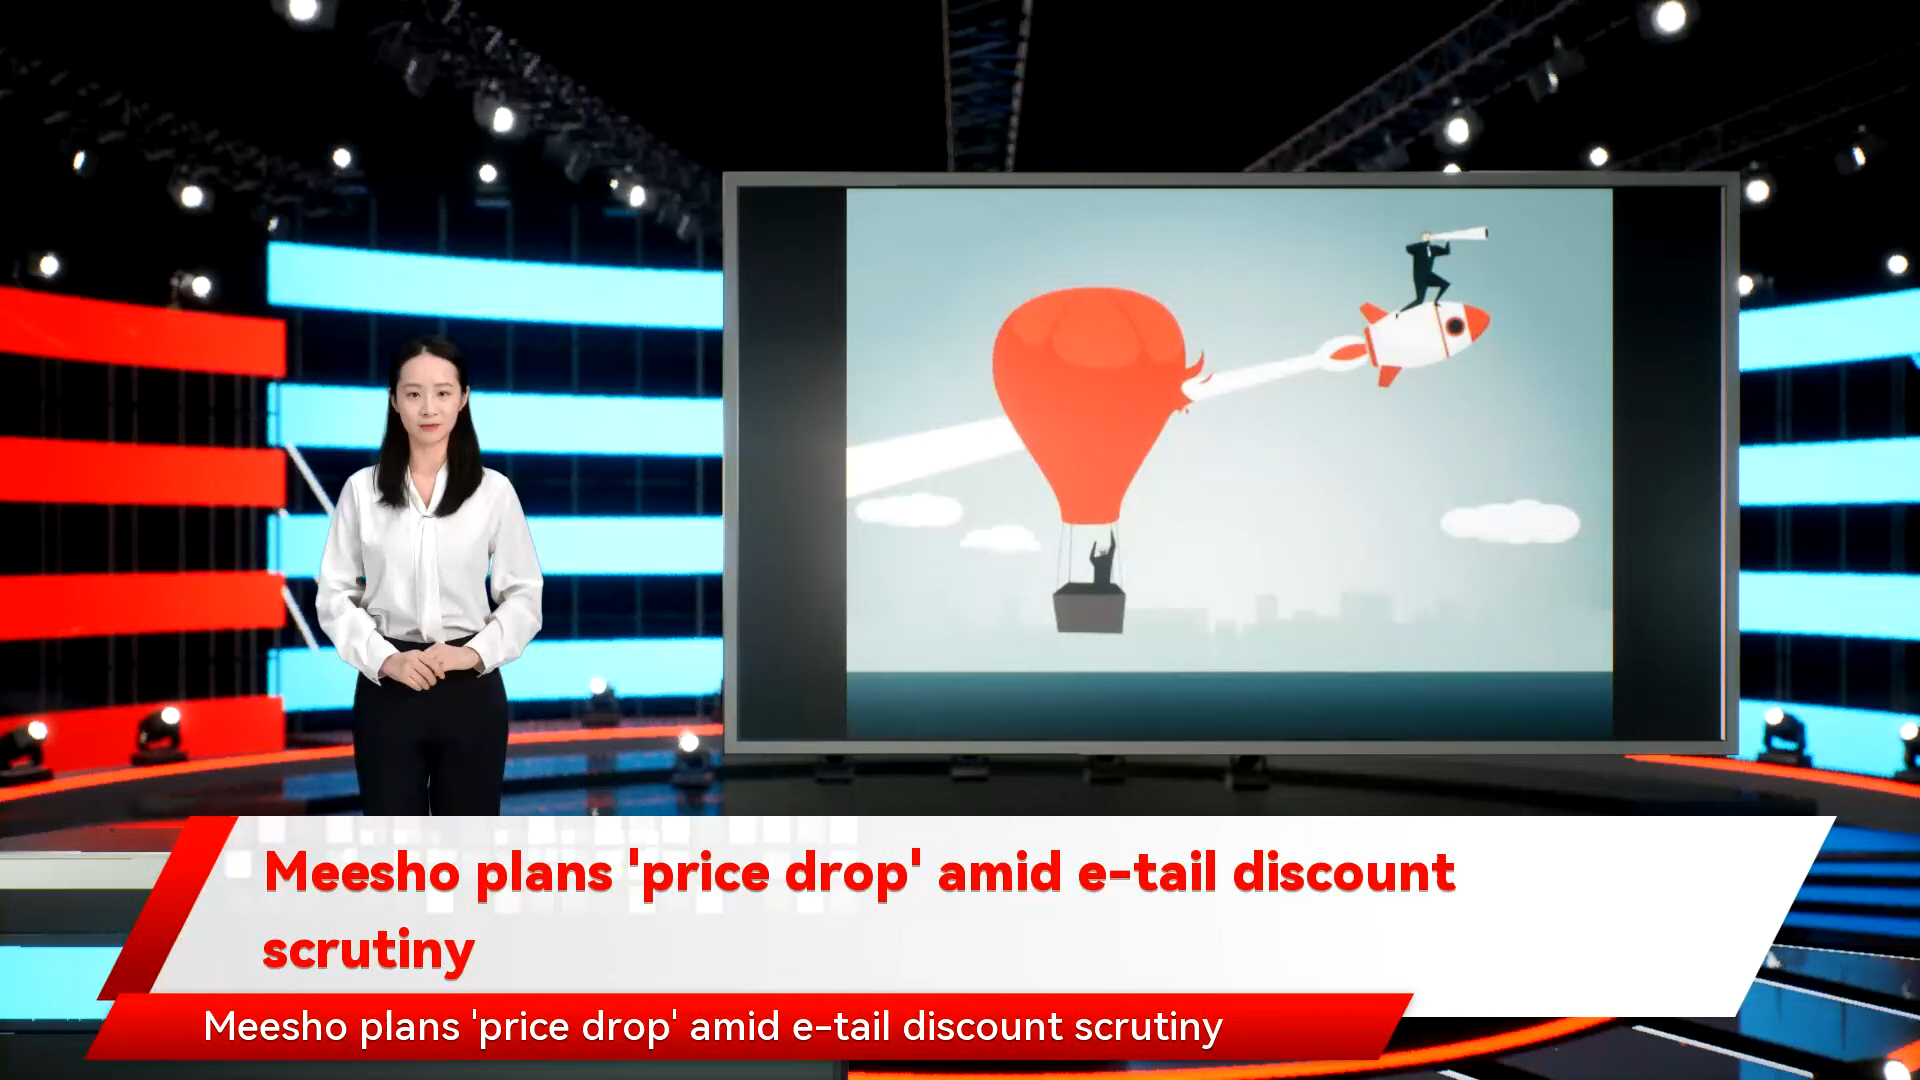 Meesho plans 'price drop' amid e-tail discount
scrutiny
Meesho plans 'price drop' amid e-tail discount scrutiny